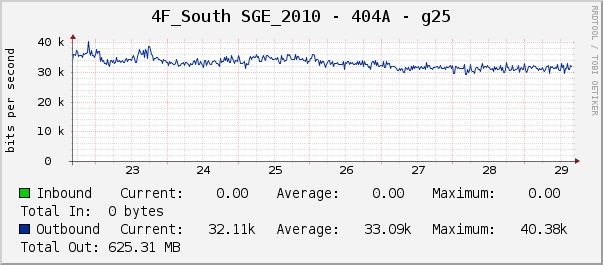 4F_South SGE_2010 - 404A - g25
RRDTOOL / TOBI OETIKER
bits per second
40 k
30 k
20 k
10 k
0
23 24 25 26 27 28 29
Inbound Current: 0.00 Average: 0.00 Maximum: 0.00
Total In: 0 bytes
Outbound Current: 32.11k Average: 33.09k Maximum: 40.38k
Total Out: 625.31 MB